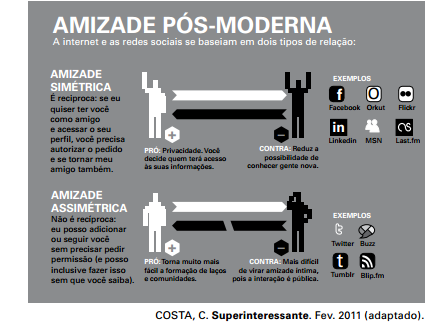 AMIZADE PÓS-MODERNA
A internet e as redes sociais se baseiam em dois tipos de relação:
AMIZADE
SIMÉTRICA
É recíproca: se eu
quiser ter você
como amigo
e acessar o seu
perfil, você precisa
autorizar o pedido
e se tornar meu
amigo também.
PRÓ: Privacidade. Você
decide quem terá acesso
às suas informações.
CONTRA: Reduz a
possibilidade de
conhecer gente nova.
EXEMPLOS
Facebook Orkut Flickr
Linkedin MSN Last.fm
AMIZADE
ASSIMÉTRICA
Não é recíproca:
eu posso adicionar
ou seguir você
sem precisar pedir
permissão (e posso
inclusive fazer isso
sem que você saiba).
PRÓ: Torna muito mais
fácil a formação de laços
e comunidades.
CONTRA: Mais difícil
de virar amizade íntima,
pois a interação é pública.
EXEMPLOS
Twitter Buzz
Tumblr Blip.fm
COSTA, C. Superinteressante. Fev. 2011 (adaptado).